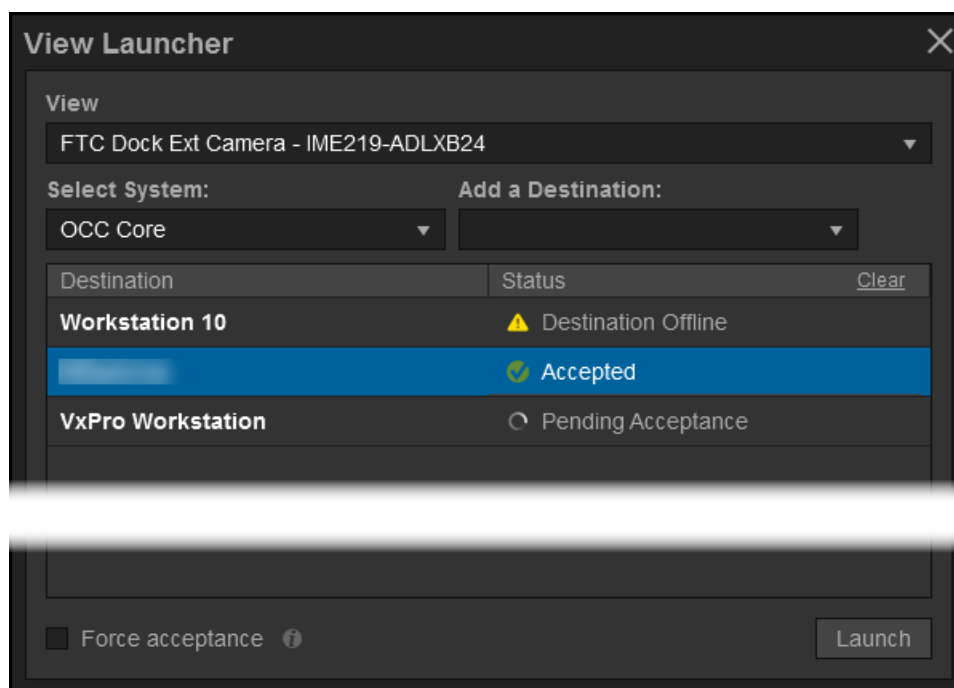 View Launcher
View
FTC Dock Ext Camera - IME219-ADLXB24
Select System: Add a Destination:
OCC Core
Destination Status Clear
Workstation 10 Destination Offline
Accepted
VxPro Workstation Pending Acceptance
Force acceptance Launch